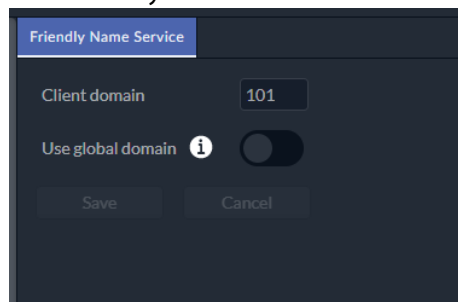 Friendly Name Service
Client domain 101
Use global domain i
Save Cancel